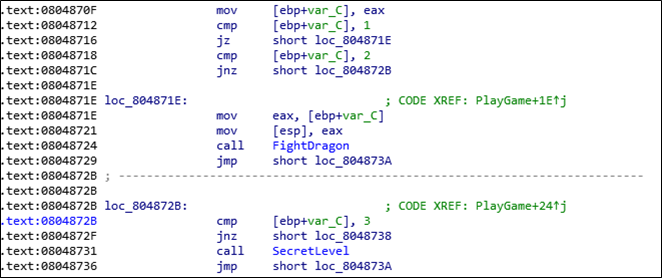 .text:0804870F mov [ebp+var_C], eax
.text:08048712 cmp [ebp+var_C], 1
.text:08048716 jz short loc_804871E
.text:08048718 cmp [ebp+var_C], 2
.text:0804871C jnz short loc_804872B
.text:0804871E
.text:0804871E loc_804871E: ; CODE XREF: PlayGame+1E↑j
.text:0804871E mov eax, [ebp+var_C]
.text:08048721 mov [esp], eax
.text:08048724 call FightDragon
.text:08048729 jmp short loc_804873A
.text:0804872B ; ---------------------------------------------------------------------------
.text:0804872B
.text:0804872B loc_804872B: ; CODE XREF: PlayGame+24↑j
.text:0804872B cmp [ebp+var_C], 3
.text:0804872F jnz short loc_8048738
.text:08048731 call SecretLevel
.text:08048736 jmp short loc_804873A